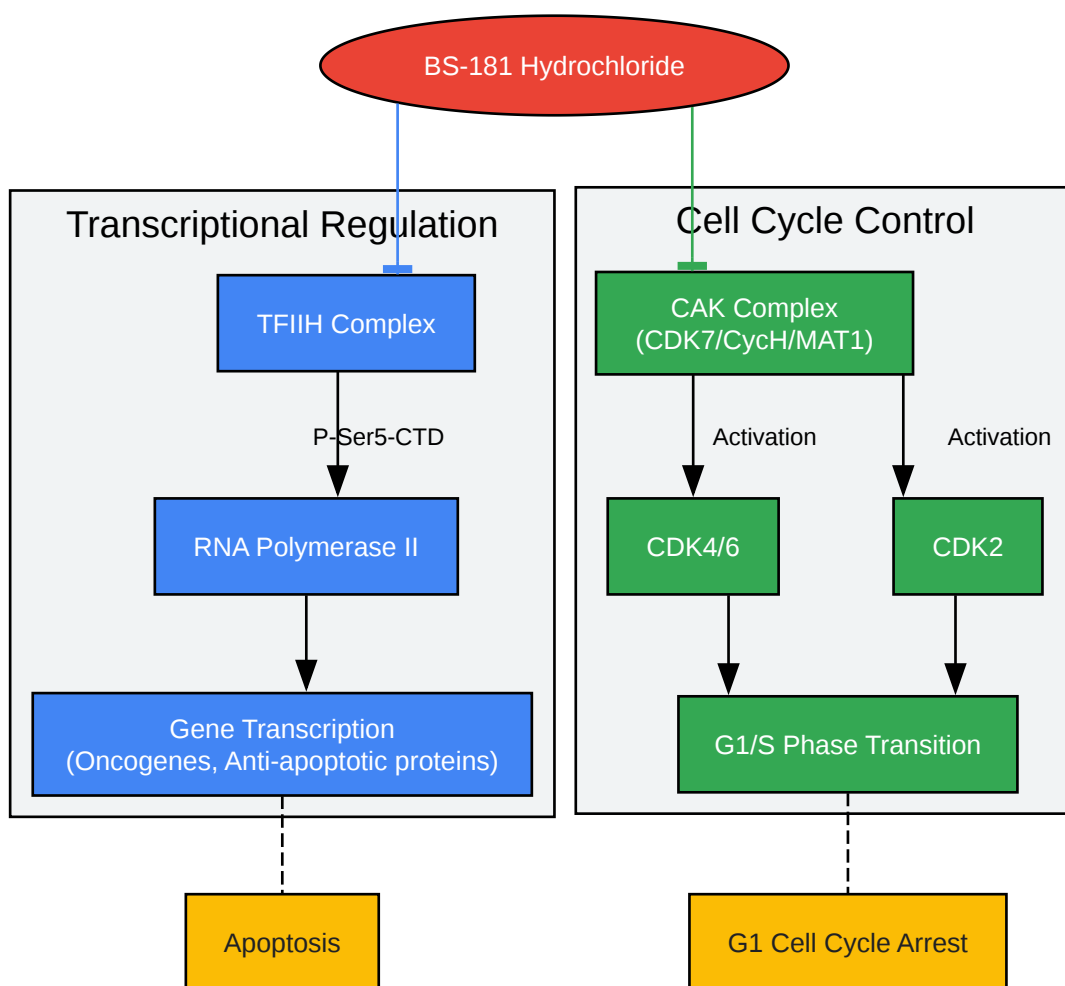 BS-181 Hydrochloride
Transcriptional Regulation
TFIIH Complex
P-Ser5-CTD
RNA Polymerase II
Gene Transcription
(Oncogenes, Anti-apoptotic proteins)
Apoptosis
Cell Cycle Control
CAK Complex
(CDK7/CycH/MAT1)
Activation
Activation
CDK4/6
CDK2
G1/S Phase Transition
G1 Cell Cycle Arrest